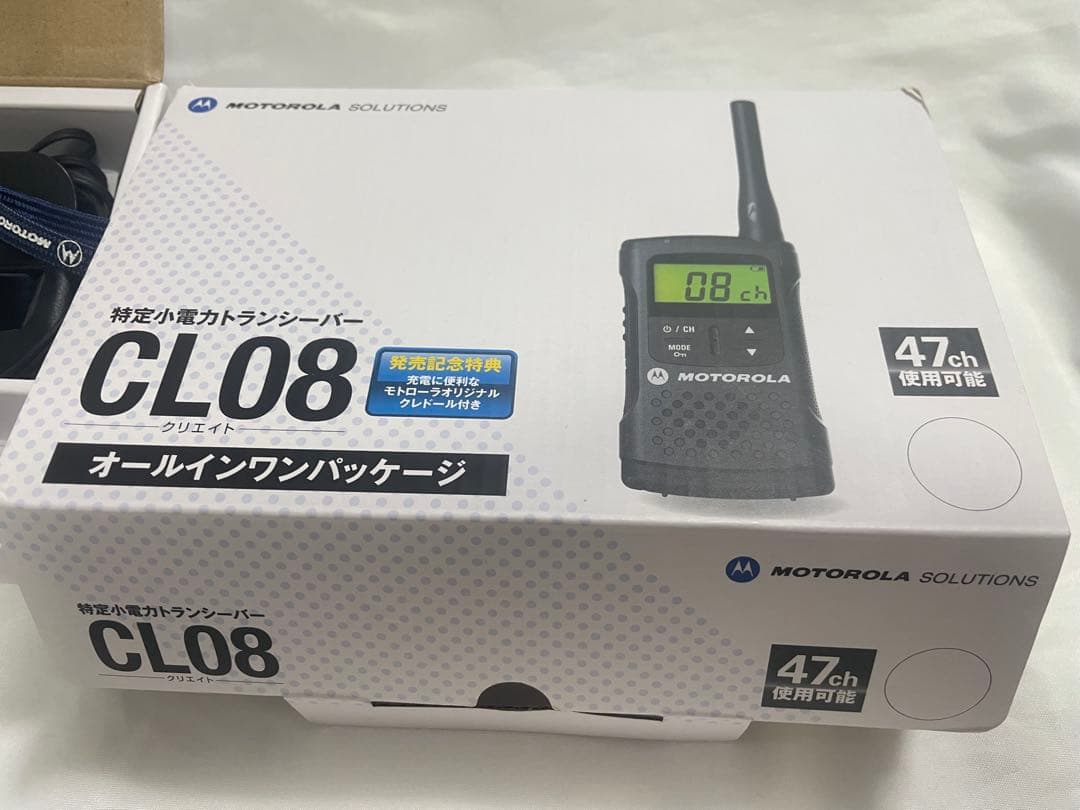 MOTOROLA SOLUTIONS
MOTORO
特定小電力トランシーバー
CL08
クリエイト
発売記念特典
充電に便利な
モトローラオリジナル
クレドール付き
オールインワンパッケージ
08 ch
⏻ / CH
MODE
MOTOROLA
47ch
使用可能
MOTOROLA SOLUTIONS
特定小電力トランシーバー
CL08
クリエイト
47ch
使用可能